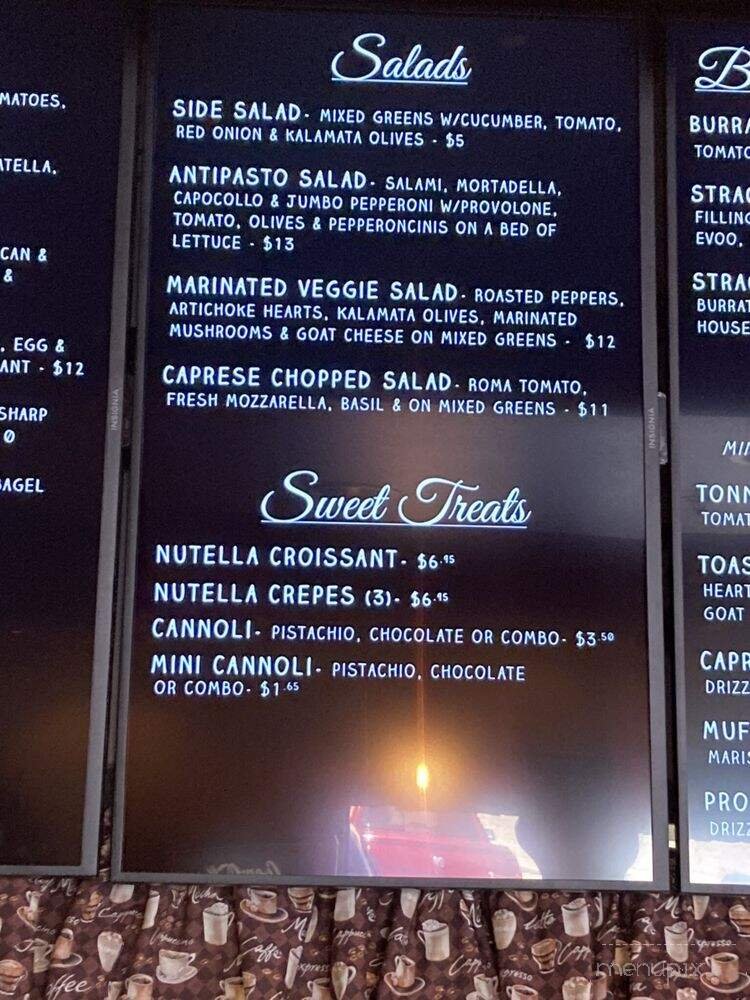 MATOES,
ATELLA,
CAN &
&
, EGG &
ANT - $12
SHARP
0
BAGEL
INSIGNIA
Salads
SIDE SALAD- MIXED GREENS W/CUCUMBER, TOMATO,
RED ONION & KALAMATA OLIVES - $5
ANTIPASTO SALAD- SALAMI, MORTADELLA,
CAPOCOLLO & JUMBO PEPPERONI W/PROVOLONE,
TOMATO, OLIVES & PEPPERONCINIS ON A BED OF
LETTUCE - $13
MARINATED VEGGIE SALAD- ROASTED PEPPERS,
ARTICHOKE HEARTS, KALAMATA OLIVES, MARINATED
MUSHROOMS & GOAT CHEESE ON MIXED GREENS - $12
CAPRESE CHOPPED SALAD- ROMA TOMATO,
FRESH MOZZARELLA, BASIL & ON MIXED GREENS - $11
Sweet Treats
NUTELLA CROISSANT- $6.95
NUTELLA CREPES (3)- $6.95
CANNOLI- PISTACHIO, CHOCOLATE OR COMBO- $3.50
MINI CANNOLI- PISTACHIO, CHOCOLATE
OR COMBO- $1.65
INSIGNIA
B
BURRA
TOMATO
STRAC
FILLING
EVOO,
STRAC
BURRAT
HOUSE
MI
TONN
TOMAT
TOAS
HEART
GOAT
CAPR
DRIZZ
MUF
MARIS
PRO
DRIZZ
menupix